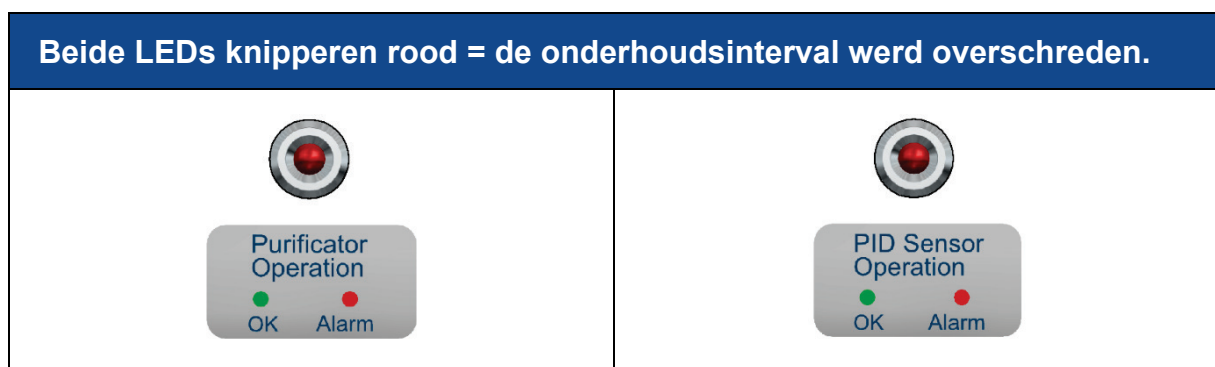 Beide LEDs knipperen rood = de onderhoudsinterval werd overschreden.
Purificator
Operation
OK Alarm
PID Sensor
Operation
OK Alarm